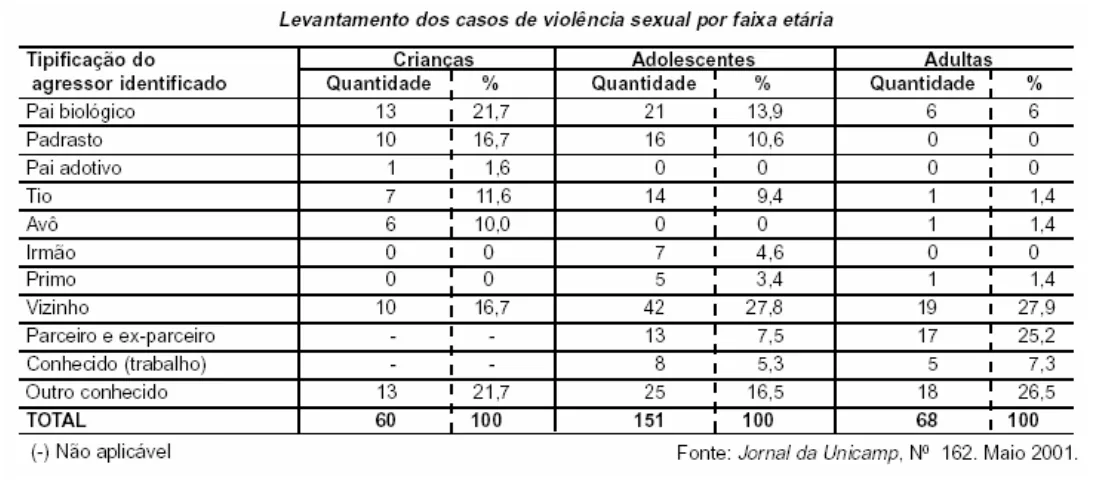 Levantamento dos casos de violência sexual por faixa etária
Tipificação do agressor identificado Crianças Adolescentes Adultas
Quantidade % Quantidade % Quantidade %
Pai biológico 13 21,7 21 13,9 6 6
Padrasto 10 16,7 16 10,6 0 0
Pai adotivo 1 1,6 0 0 0 0
Tio 7 11,6 14 9,4 1 1,4
Avô 6 10,0 0 0 1 1,4
Irmão 0 0 7 4,6 0 0
Primo 0 0 5 3,4 1 1,4
Vizinho 10 16,7 42 27,8 19 27,9
Parceiro e ex-parceiro - - 13 7,5 17 25,2
Conhecido (trabalho) - - 8 5,3 5 7,3
Outro conhecido 13 21,7 25 16,5 18 26,5
TOTAL 60 100 151 100 68 100
(-) Não aplicável Fonte: Jornal da Unicamp, Nº 162. Maio 2001.